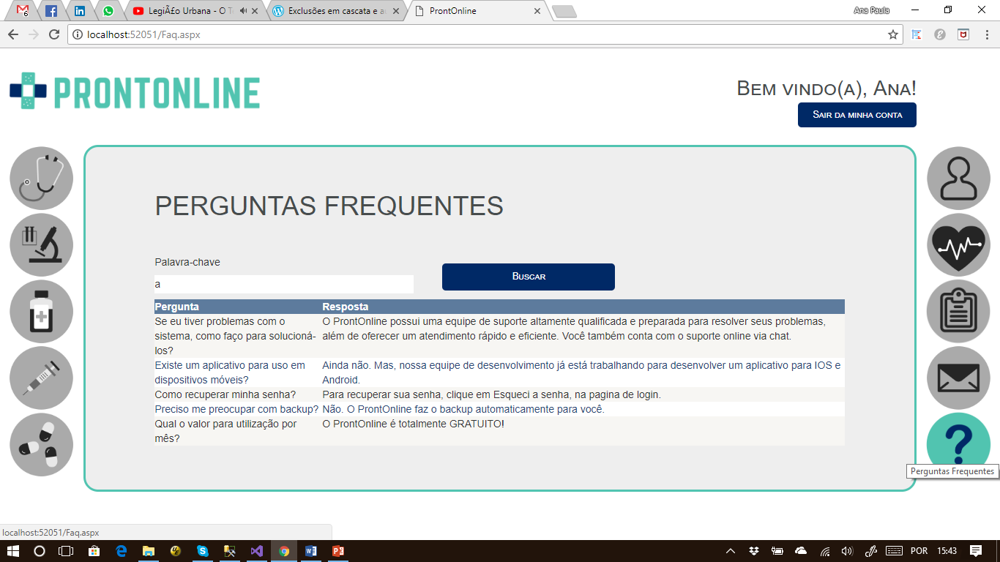 6
LegiÃ£o Urbana - O T
Exclusões em cascata e a
ProntOnline
Ana Paula
localhost:52051/Faq.aspx
PRONTONLINE
Bem vindo(a), Ana!
Sair da minha conta
PERGUNTAS FREQUENTES
Palavra-chave
a
Buscar
Pergunta Resposta
Se eu tiver problemas com o O ProntOnline possui uma equipe de suporte altamente qualificada e preparada para resolver seus problemas,
sistema, como faço para solucioná- além de oferecer um atendimento rápido e eficiente. Você também conta com o suporte online via chat.
los?
Existe um aplicativo para uso em Ainda não. Mas, nossa equipe de desenvolvimento já está trabalhando para desenvolver um aplicativo para IOS e
dispositivos móveis? Android.
Como recuperar minha senha? Para recuperar sua senha, clique em Esqueci a senha, na pagina de login.
Preciso me preocupar com backup? Não. O ProntOnline faz o backup automaticamente para você.
Qual o valor para utilização por O ProntOnline é totalmente GRATUITO!
mês?
?
Perguntas Frequentes
localhost:52051/Faq.aspx
POR 15:43